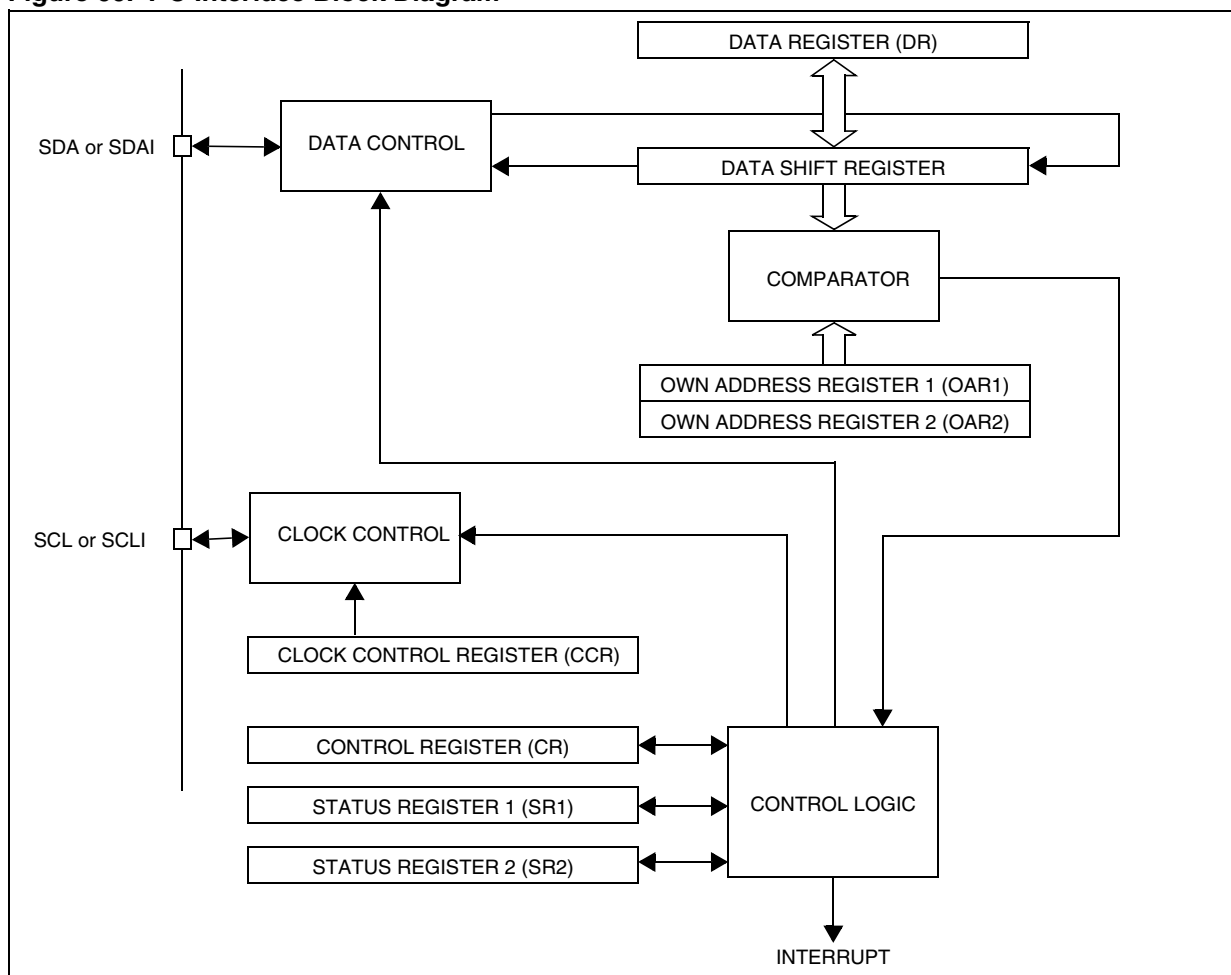 DATA REGISTER (DR)
SDA or SDAI
DATA CONTROL
DATA SHIFT REGISTER
COMPARATOR
OWN ADDRESS REGISTER 1 (OAR1)
OWN ADDRESS REGISTER 2 (OAR2)
SCL or SCLI
CLOCK CONTROL
CLOCK CONTROL REGISTER (CCR)
CONTROL REGISTER (CR)
STATUS REGISTER 1 (SR1)
CONTROL LOGIC
STATUS REGISTER 2 (SR2)
INTERRUPT